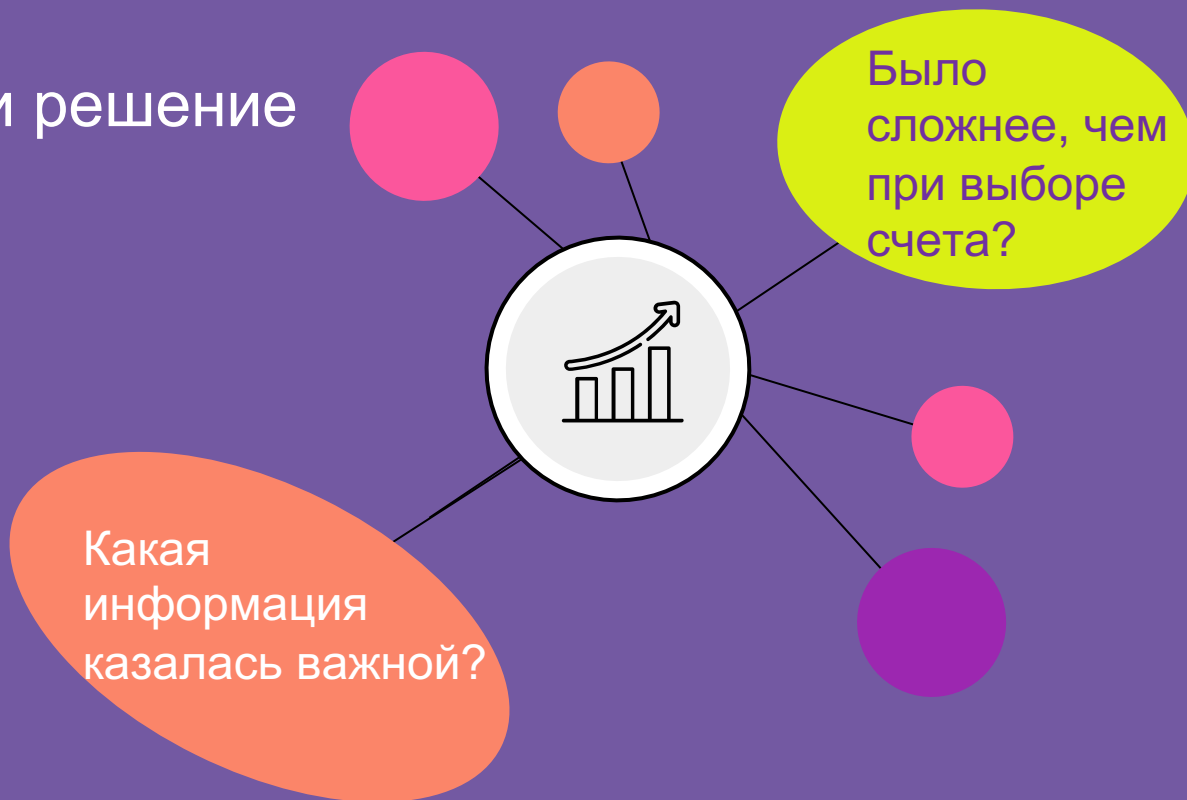 и решение
Было
сложнее, чем
при выборе
счета?
Какая
информация
казалась важной?